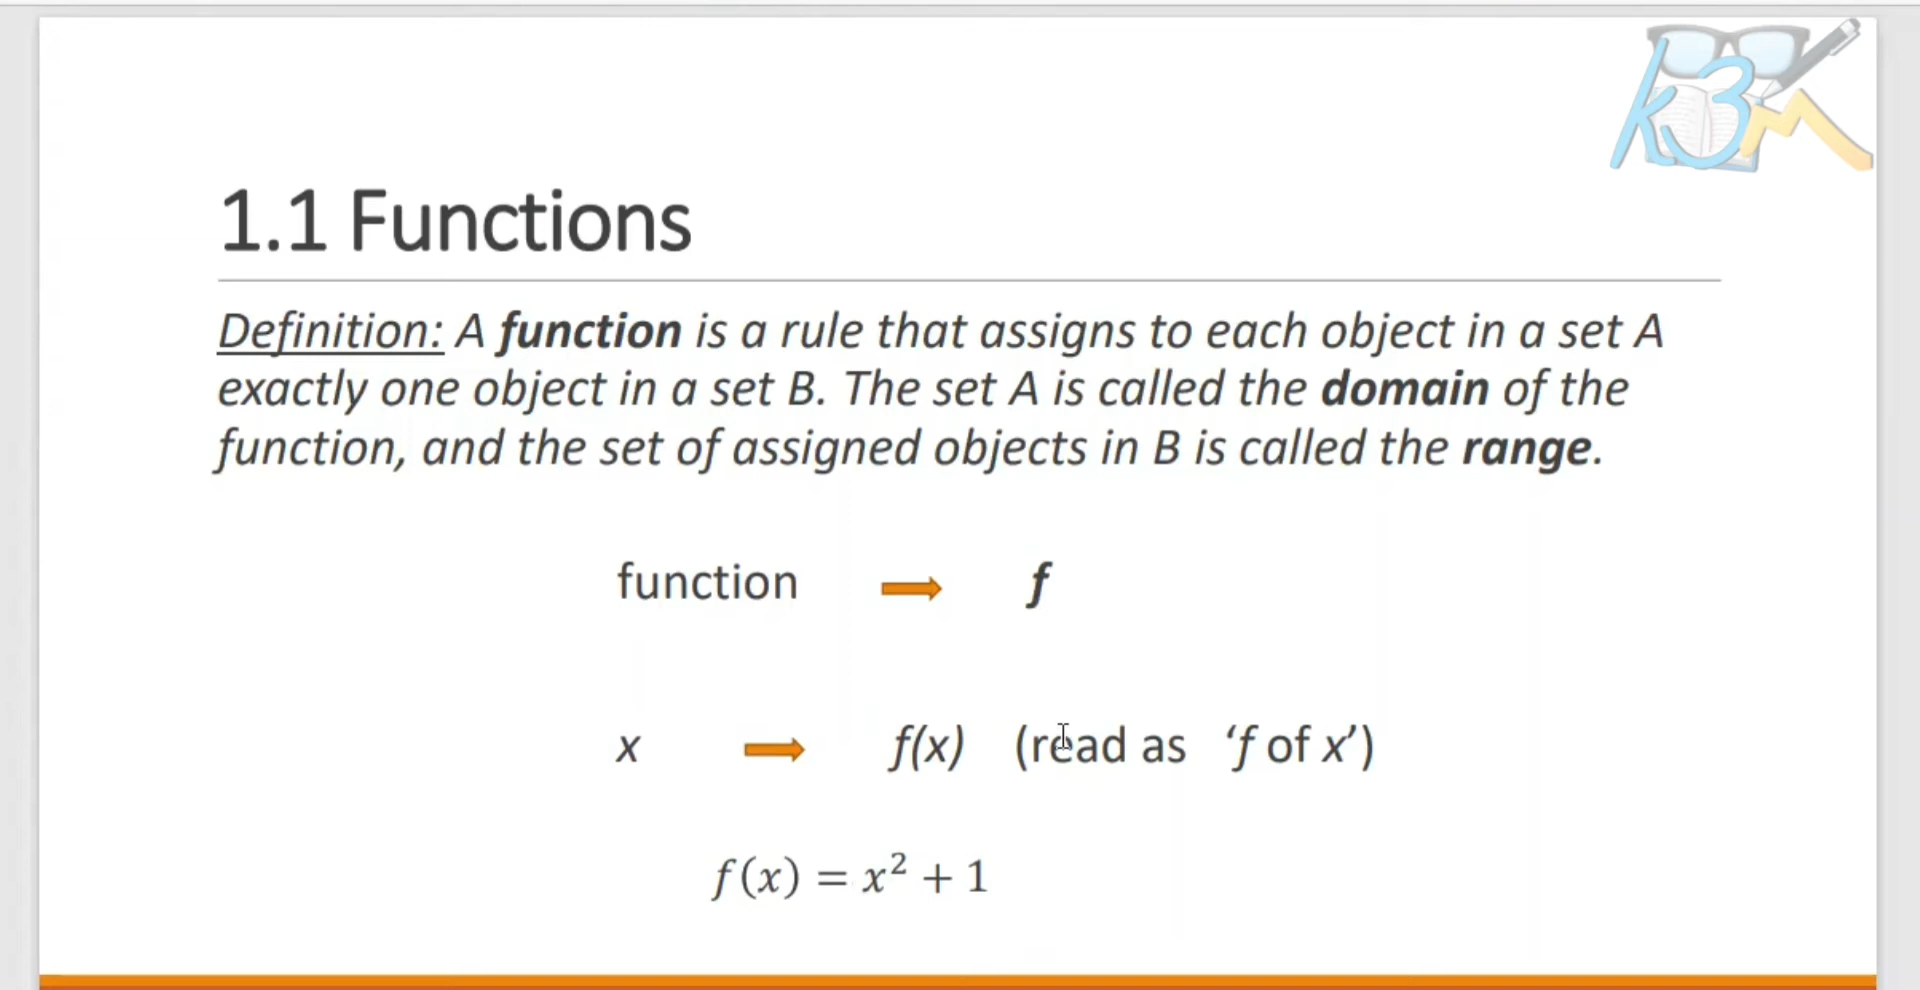 k3M
1.1 Functions
Definition: A function is a rule that assigns to each object in a set A
exactly one object in a set B. The set A is called the domain of the
function, and the set of assigned objects in B is called the range.
function f
x f(x) (read as ‘f of x’)
f(x) = x² + 1